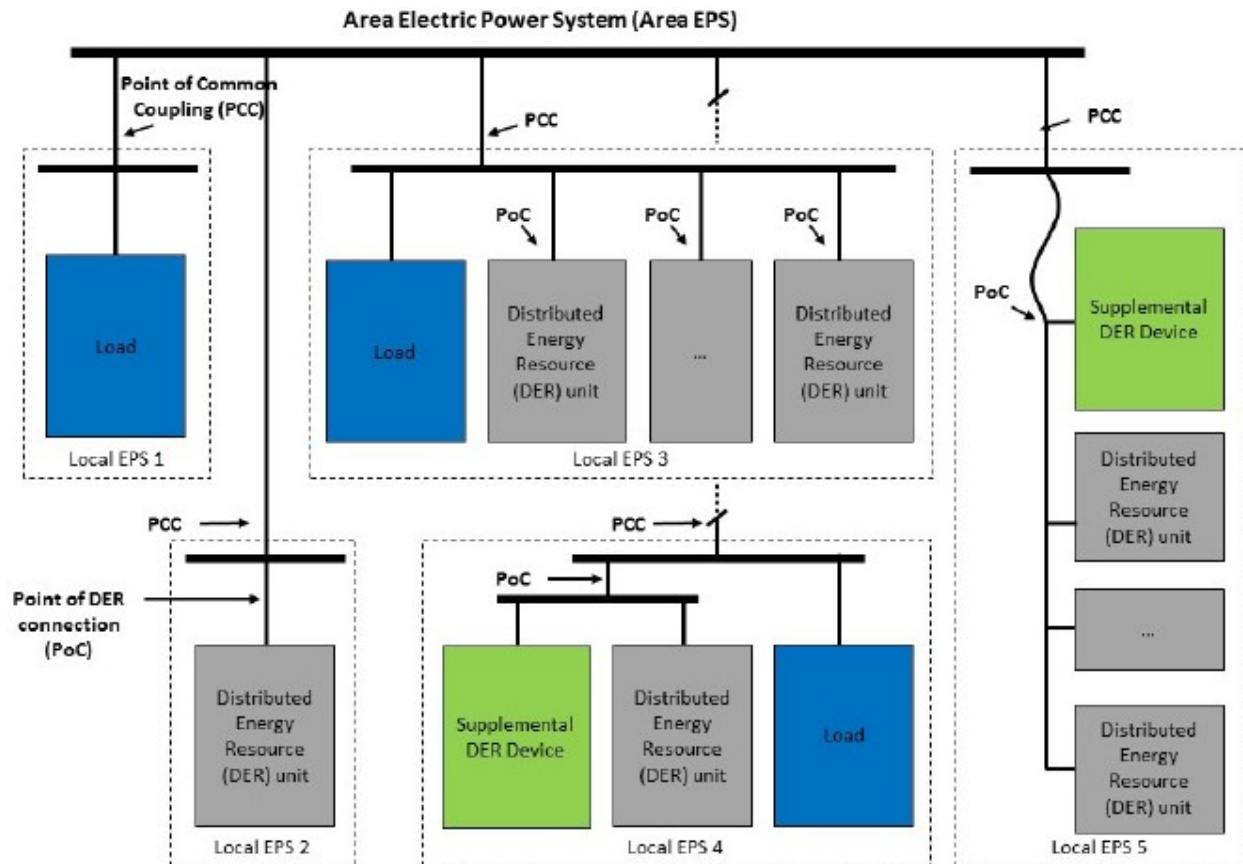 Area Electric Power System (Area EPS)
Point of Common
Coupling (PCC)
PCC
PCC
Load
Local EPS 1
PoC
PoC
PoC
Load
Distributed
Energy
Resource
(DER) unit
...
Distributed
Energy
Resource
(DER) unit
Local EPS 3
PoC
Supplemental
DER Device
Distributed
Energy
Resource
(DER) unit
...
Distributed
Energy
Resource
(DER) unit
Local EPS 5
PCC
Point of DER
connection
(PoC)
Distributed
Energy
Resource
(DER) unit
Local EPS 2
PCC
PoC
Supplemental
DER Device
Distributed
Energy
Resource
(DER) unit
Load
Local EPS 4